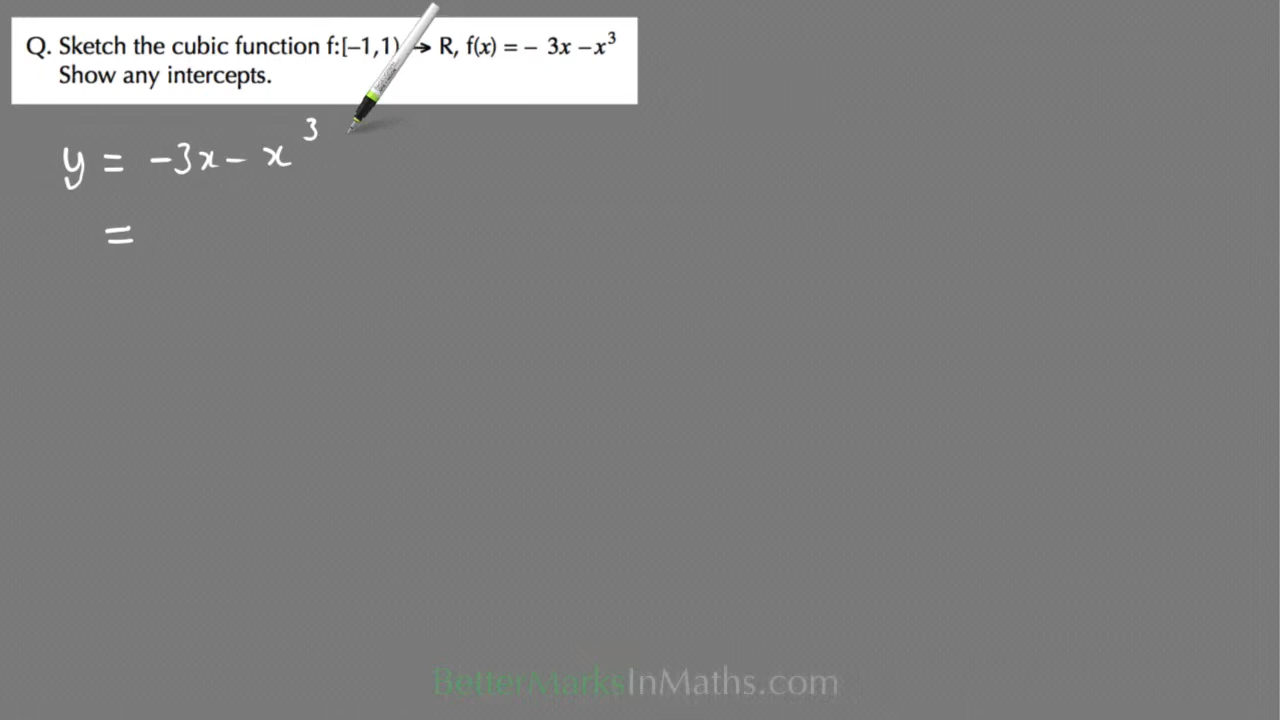 Q. Sketch the cubic function f:[–1,1) → R, f(x) = – 3x –x³
Show any intercepts.
y = -3x - x³
=
BetterMarksInMaths.com